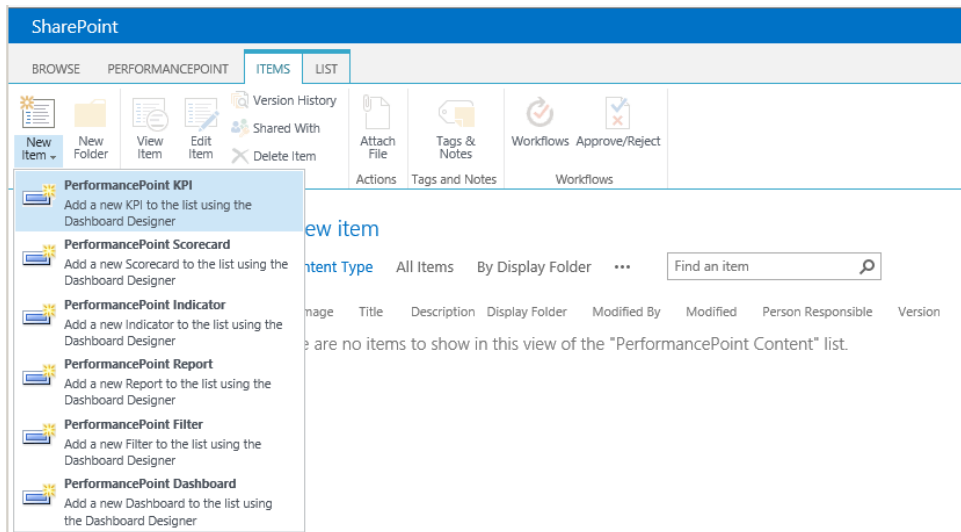 SharePoint
BROWSE PERFORMANCEPOINT ITEMS LIST
New Item
New Folder
View Item
Edit Item
Version History
Shared With
Delete Item
Attach File
Tags & Notes
Workflows Approve/Reject
Actions Tags and Notes Workflows
PerformancePoint KPI
Add a new KPI to the list using the
Dashboard Designer
PerformancePoint Scorecard
Add a new Scorecard to the list using the
Dashboard Designer
PerformancePoint Indicator
Add a new Indicator to the list using the
Dashboard Designer
PerformancePoint Report
Add a new Report to the list using the
Dashboard Designer
PerformancePoint Filter
Add a new Filter to the list using the
Dashboard Designer
PerformancePoint Dashboard
Add a new Dashboard to the list using
the Dashboard Designer
ew item
ntent Type All Items By Display Folder ••• Find an item
mage Title Description Display Folder Modified By Modified Person Responsible Version
e are no items to show in this view of the "PerformancePoint Content" list.